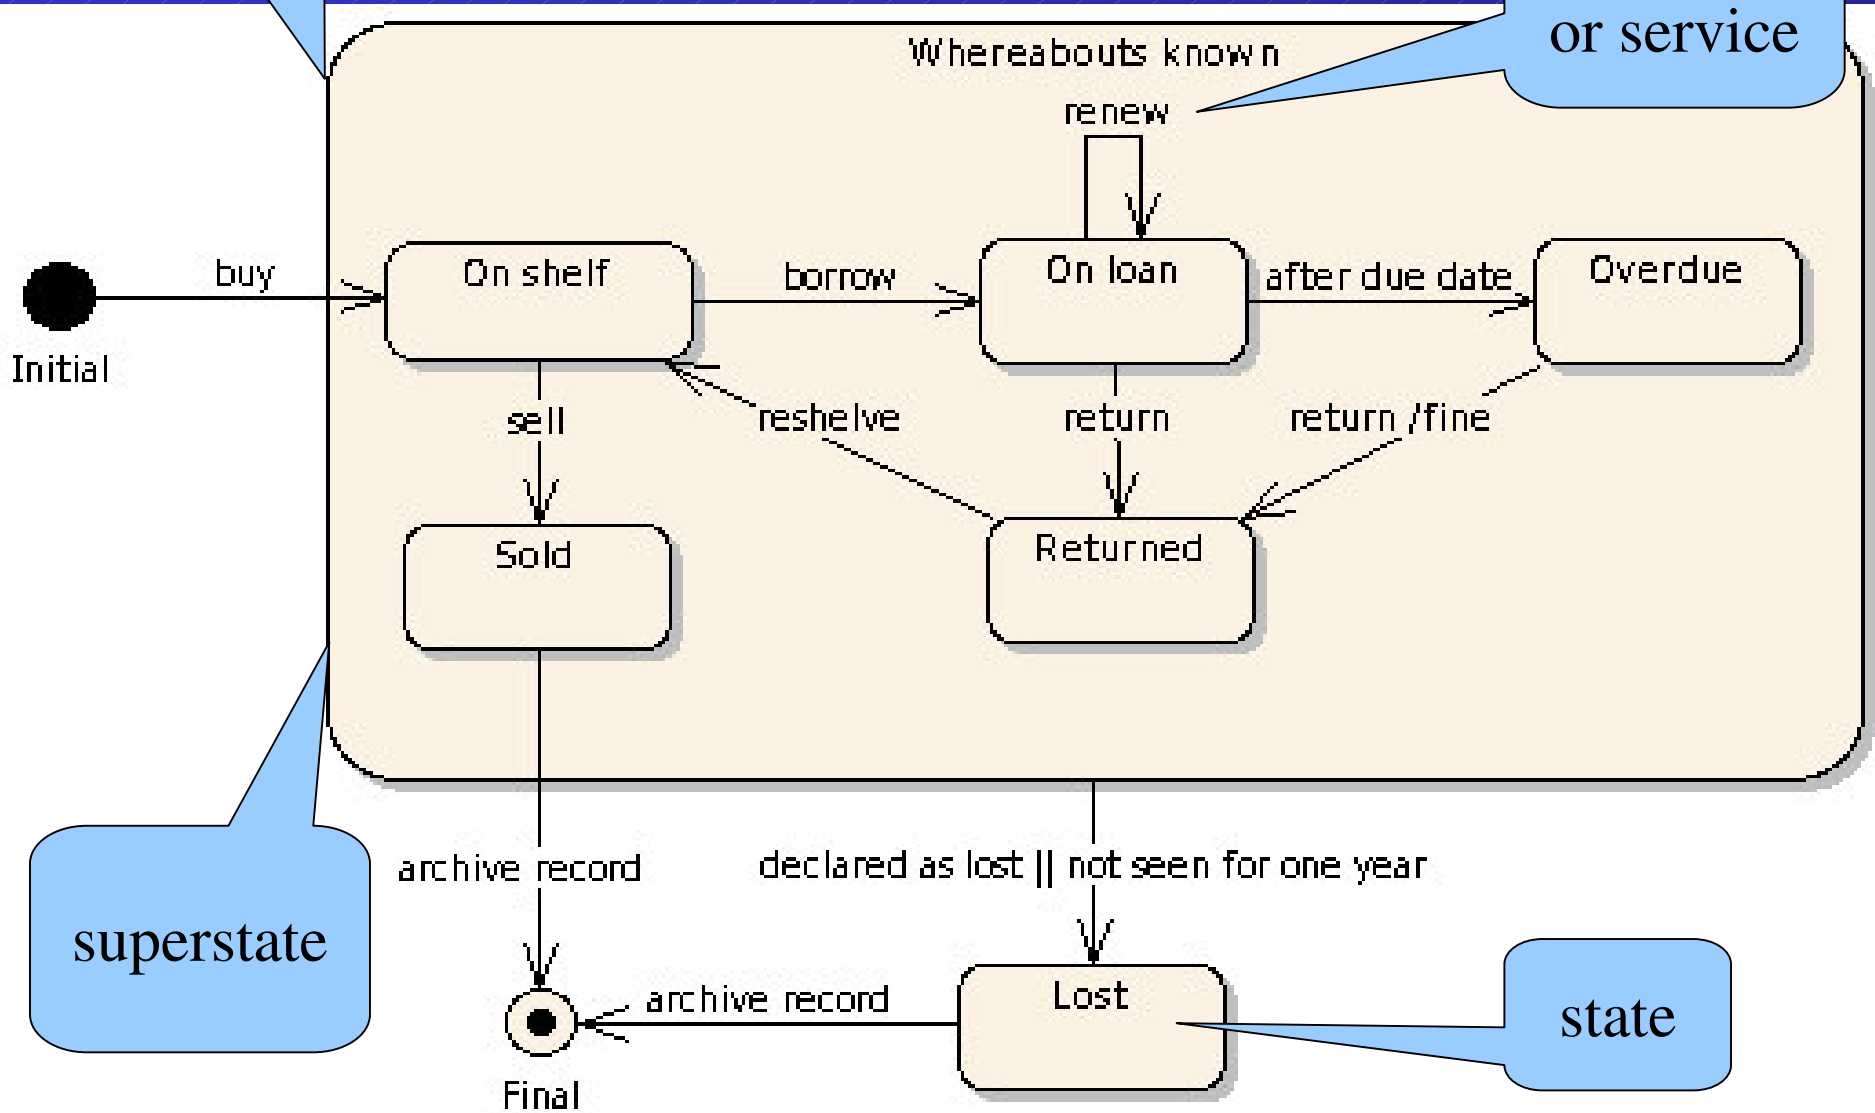 or service
Whereabouts known
renew
buy
On shelf
borrow
On loan
after due date
Overdue
Initial
sell
reshelve
return
return /fine
Sold
Returned
archive record
declared as lost || not seen for one year
superstate
archive record
Lost
state
Final